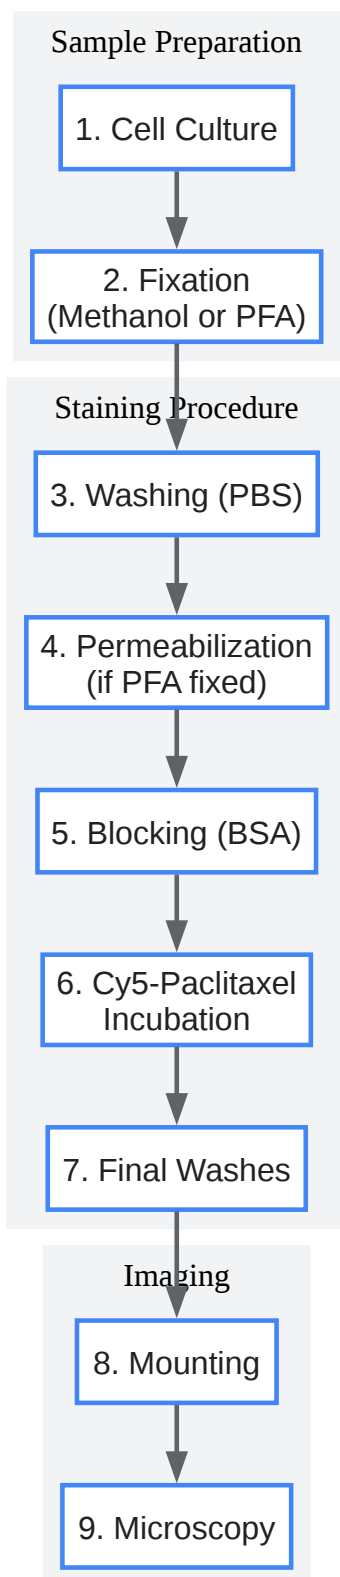 Sample Preparation
1. Cell Culture
2. Fixation
(Methanol or PFA)
Staining Procedure
3. Washing (PBS)
4. Permeabilization
(if PFA fixed)
5. Blocking (BSA)
6. Cy5-Paclitaxel
Incubation
7. Final Washes
Imaging
8. Mounting
9. Microscopy